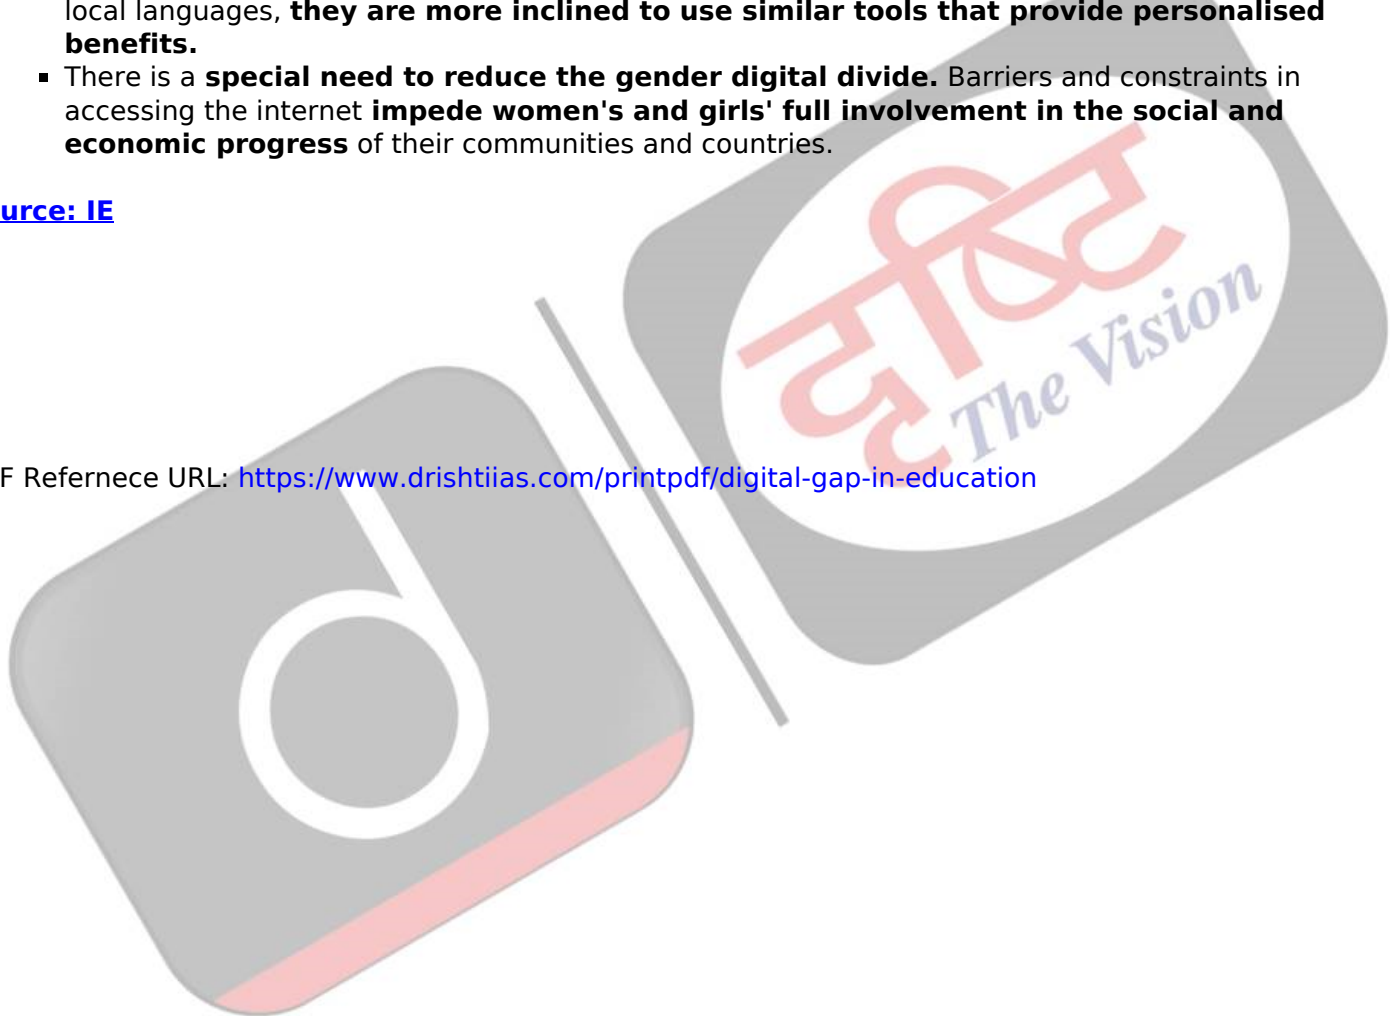 local languages, they are more inclined to use similar tools that provide personalised
benefits.
▪ There is a special need to reduce the gender digital divide. Barriers and constraints in
accessing the internet impede women's and girls' full involvement in the social and
economic progress of their communities and countries.
urce: IE
दृष्टि
The Vision
F Refernece URL: https://www.drishtiias.com/printpdf/digital-gap-in-education